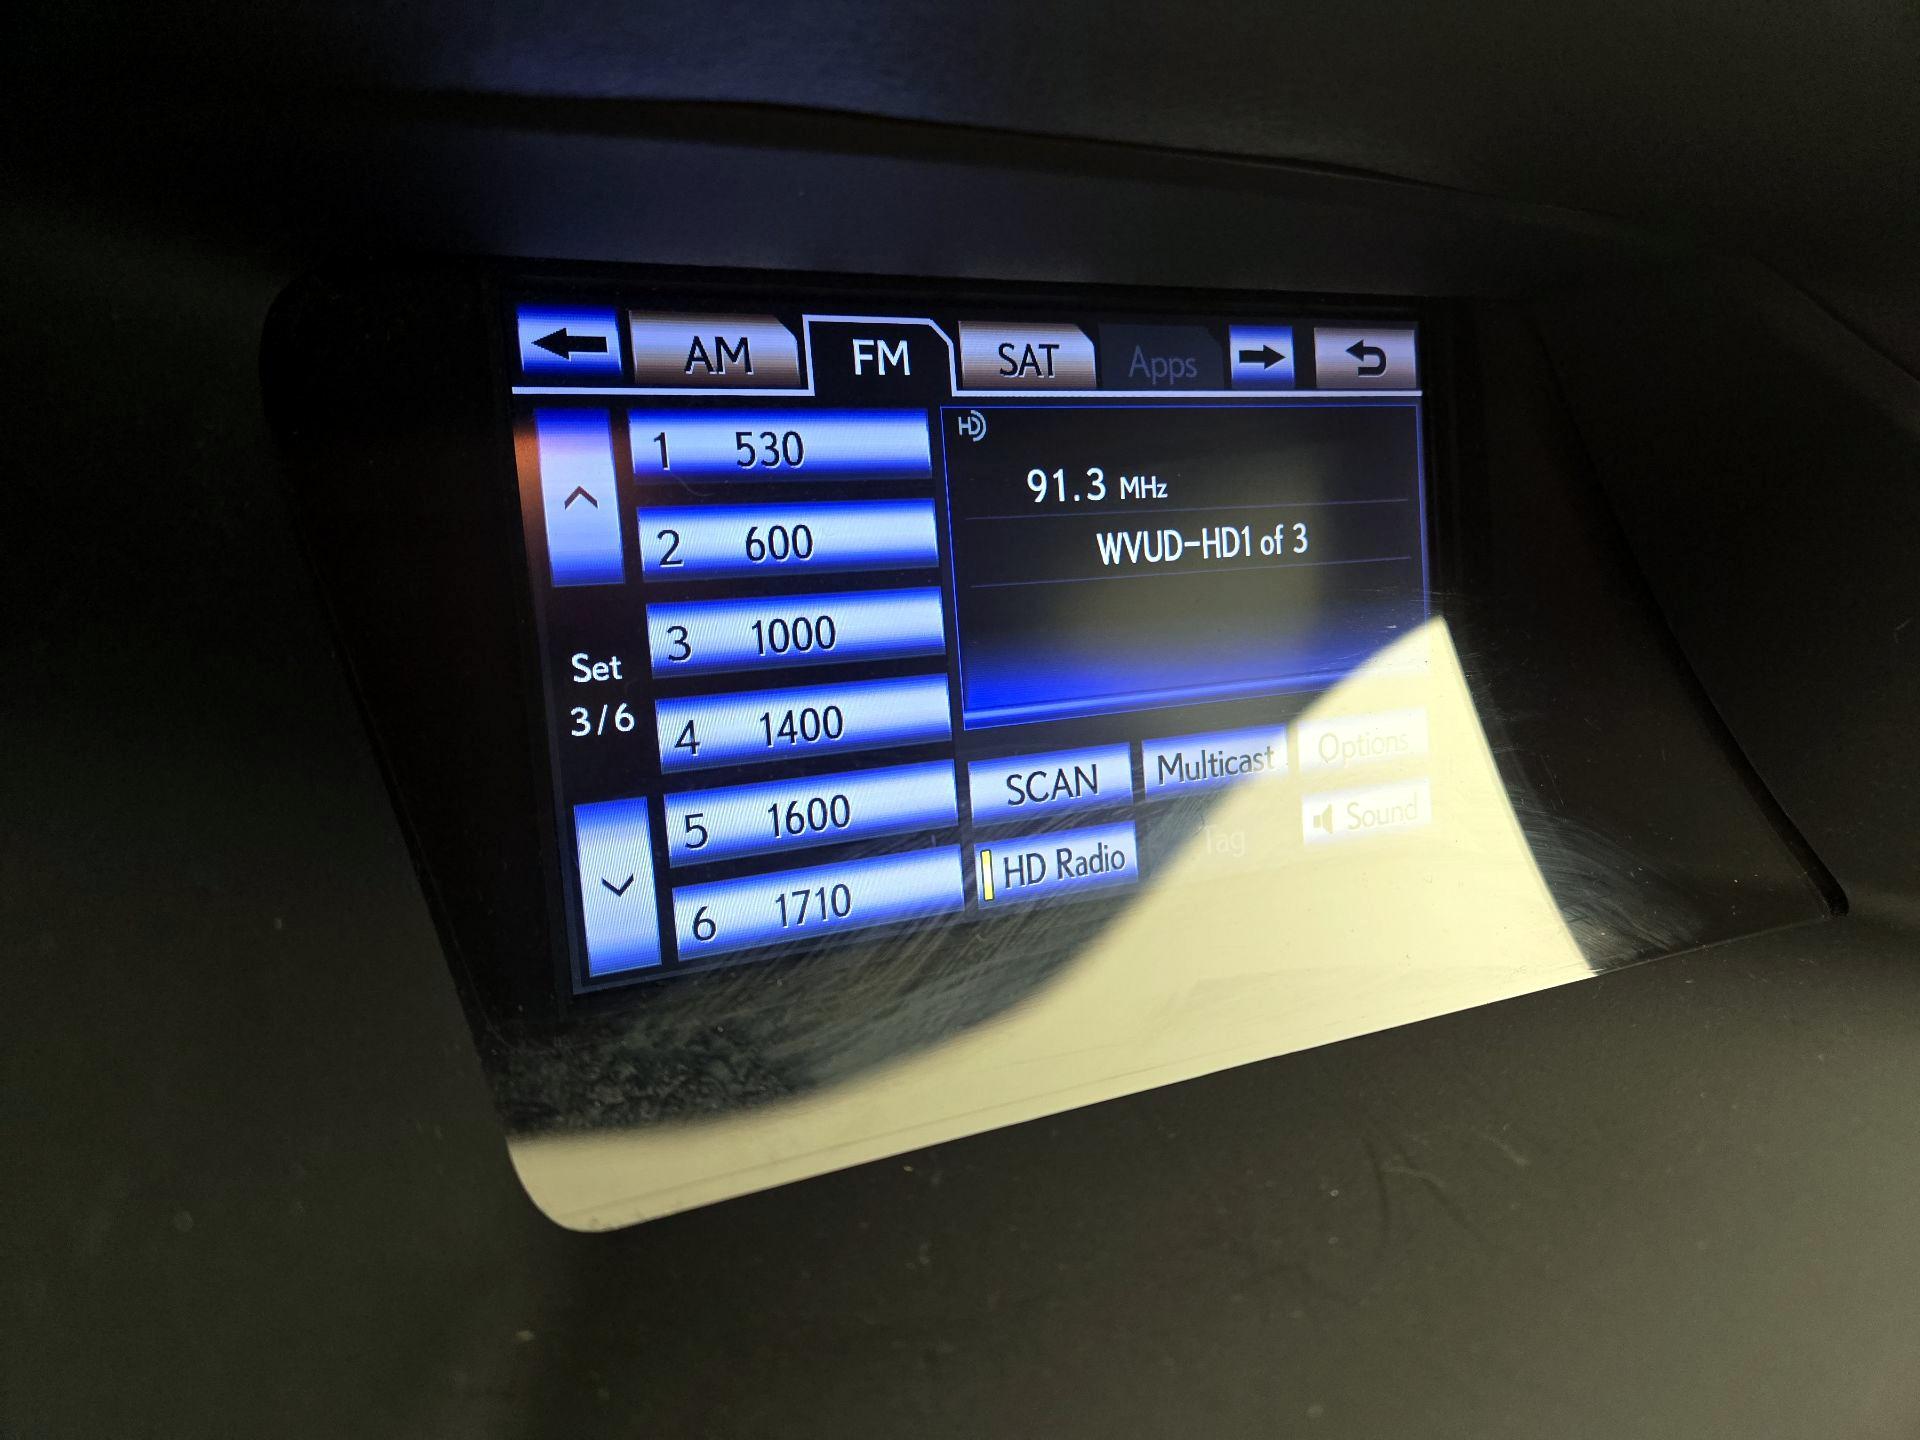 AM FM SAT Apps
HD
1 530
2 600
3 1000
4 1400
5 1600
6 1710
Set
3/6
91.3 MHz
WVUD-HD1 of 3
SCAN Multicast Options
HD Radio Tag Sound